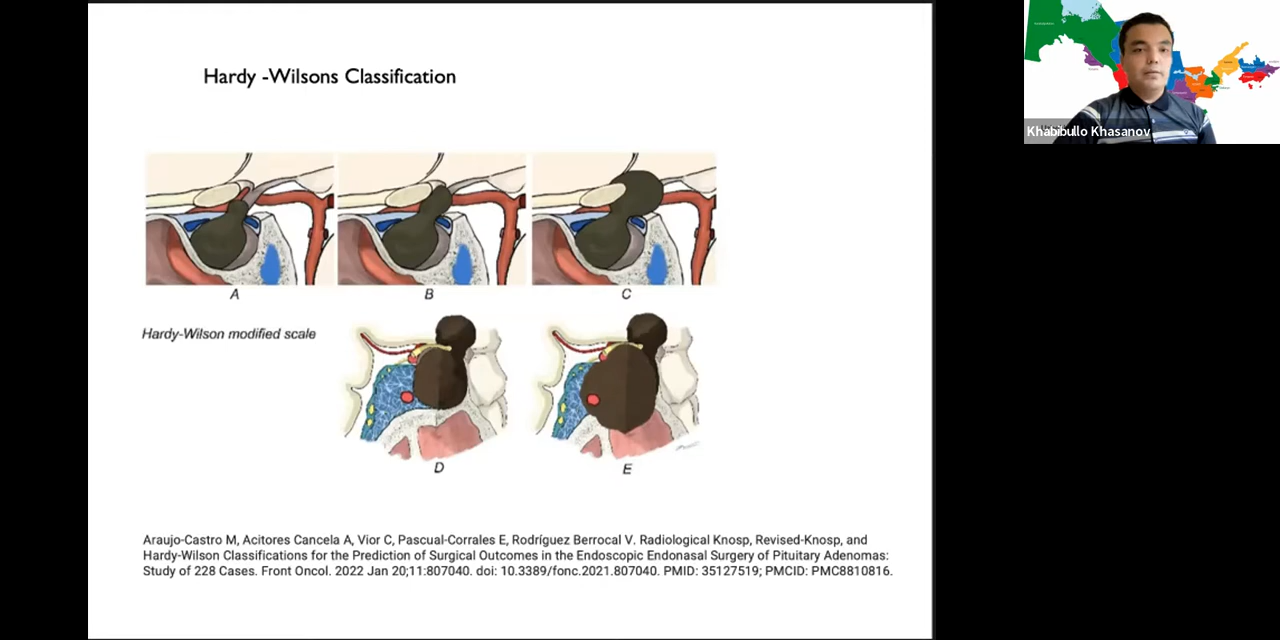 Hardy -Wilsons Classification
Khabibullo Khasanov
A
B
C
Hardy-Wilson modified scale
D
E
Araujo-Castro M, Acitores Cancela A, Vior C, Pascual-Corrales E, Rodríguez Berrocal V. Radiological Knosp, Revised-Knosp, and
Hardy-Wilson Classifications for the Prediction of Surgical Outcomes in the Endoscopic Endonasal Surgery of Pituitary Adenomas:
Study of 228 Cases. Front Oncol. 2022 Jan 20;11:807040. doi: 10.3389/fonc.2021.807040. PMID: 35127519; PMCID: PMC8810816.